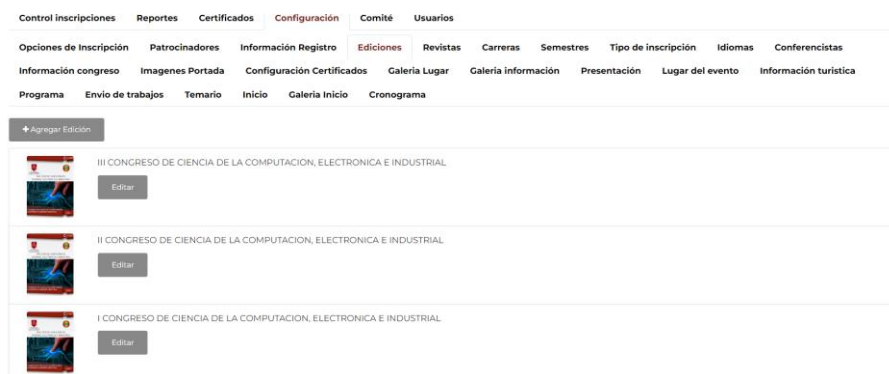 Control inscripciones Reportes Certificados Configuración Comité Usuarios
Opciones de Inscripción Patrocinadores Información Registro Ediciones Revistas Carreras Semestres Tipo de inscripción Idiomas Conferencistas
Información congreso Imagenes Portada Configuración Certificados Galeria Lugar Galeria información Presentación Lugar del evento Información turistica
Programa Envio de trabajos Temario Inicio Galeria Inicio Cronograma
+ Agregar Edición
III CONGRESO DE CIENCIA DE LA COMPUTACION, ELECTRONICA E INDUSTRIAL
Editar
II CONGRESO DE CIENCIA DE LA COMPUTACION, ELECTRONICA E INDUSTRIAL
Editar
I CONGRESO DE CIENCIA DE LA COMPUTACION, ELECTRONICA E INDUSTRIAL
Editar